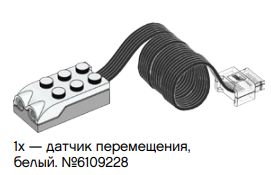 1x — датчик перемещения,
белый. №6109228